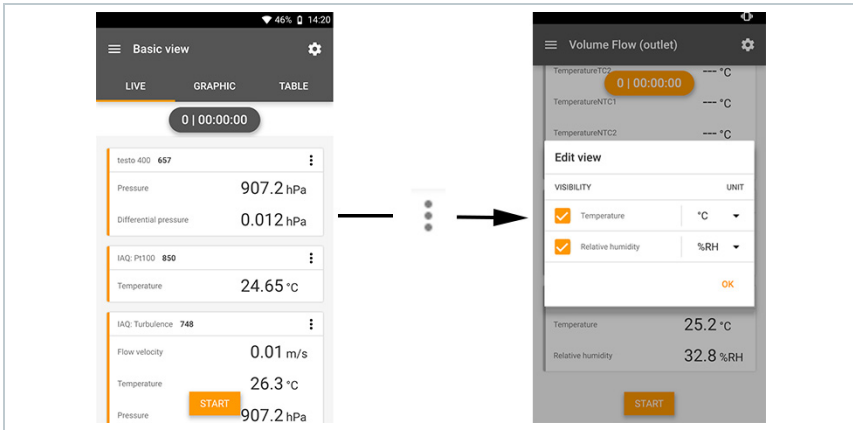 46% 14:20
Basic view
LIVE GRAPHIC TABLE
0 | 00:00:00
testo 400 657
Pressure 907.2 hPa
Differential pressure 0.012 hPa
IAQ: Pt100 850
Temperature 24.65 °C
IAQ: Turbulence 748
Flow velocity 0.01 m/s
Temperature 26.3 °C
START
Pressure 907.2 hPa
Volume Flow (outlet)
TemperatureTC2 --- °C
0 | 00:00:00
TemperatureNTC1 --- °C
TemperatureNTC2 --- °C
Edit view
VISIBILITY UNIT
Temperature °C
Relative humidity %RH
OK
Temperature 25.2 °C
Relative humidity 32.8 %RH
START